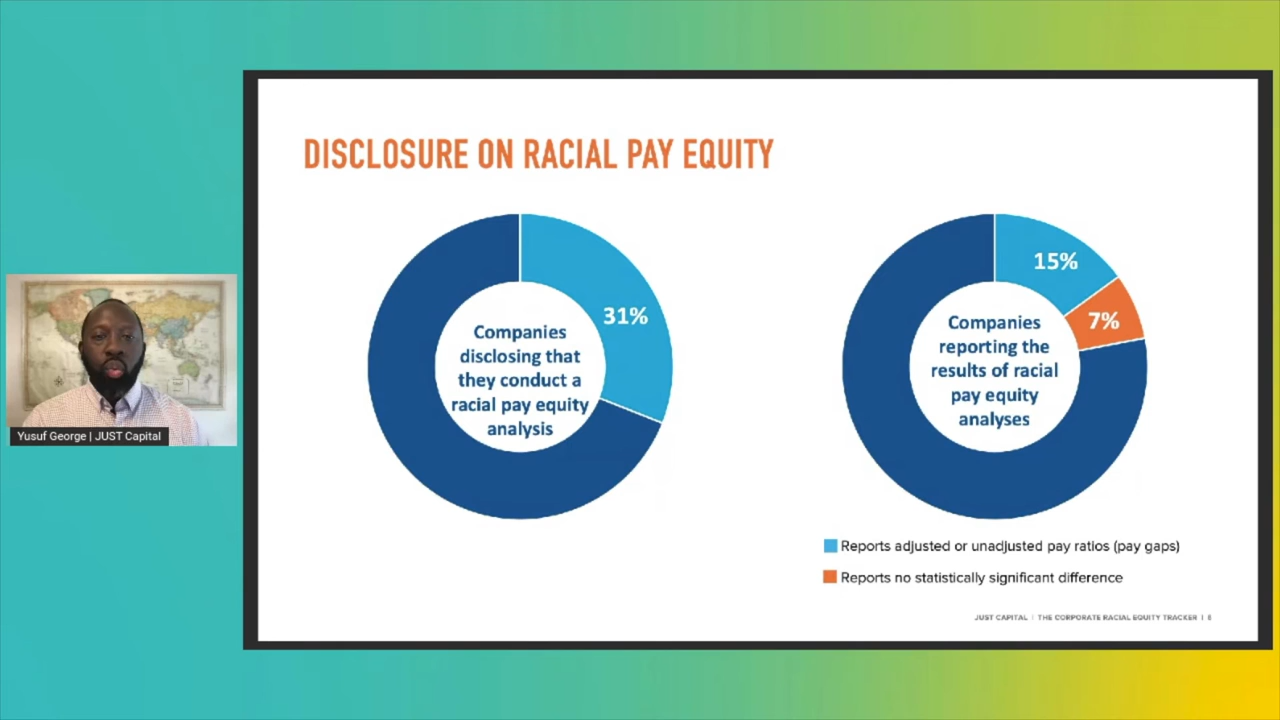 DISCLOSURE ON RACIAL PAY EQUITY
31%
Companies
disclosing that
they conduct a
racial pay equity
analysis
15%
7%
Companies
reporting the
results of racial
pay equity
analyses
Reports adjusted or unadjusted pay ratios (pay gaps)
Reports no statistically significant difference
JUST CAPITAL | THE CORPORATE RACIAL EQUITY TRACKER |
Yusuf George | JUST Capital